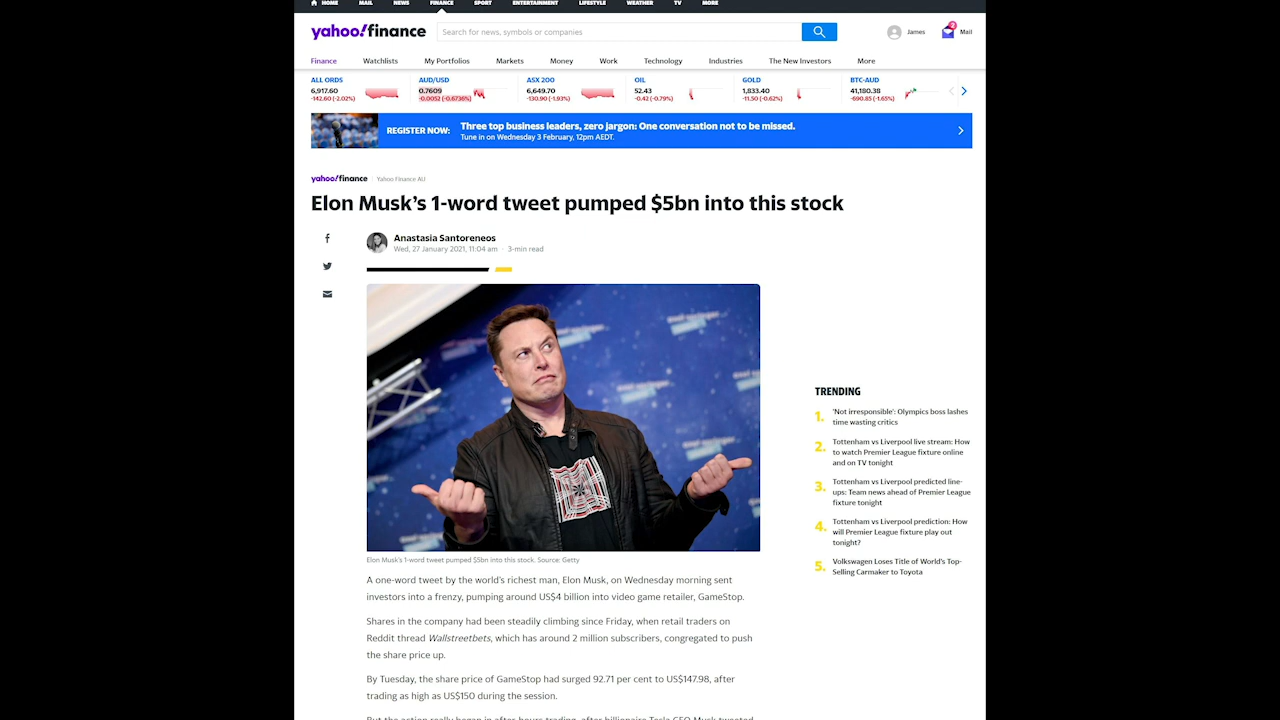 HOME MAIL NEWS FINANCE SPORT ENTERTAINMENT LIFESTYLE WEATHER TV MORE
yahoo!finance
Search for news, symbols or companies
James
2
Mail
Finance Watchlists My Portfolios Markets Money Work Technology Industries The New Investors More
ALL ORDS
6,917.60
-142.60 (-2.02%)
AUD/USD
0.7609
-0.0052 (-0.6736%)
ASX 200
6,649.70
-130.90 (-1.93%)
OIL
52.43
-0.42 (-0.79%)
GOLD
1,833.40
-11.50 (-0.62%)
BTC-AUD
41,180.38
-690.85 (-1.65%)
REGISTER NOW:
Three top business leaders, zero jargon: One conversation not to be missed.
Tune in on Wednesday 3 February, 12pm AEDT.
yahoo!finance
Yahoo Finance AU
Elon Musk’s 1-word tweet pumped $5bn into this stock
Anastasia Santoreneos
Wed, 27 January 2021, 11:04 am · 3-min read
Elon Musk’s 1-word tweet pumped $5bn into this stock. Source: Getty
A one-word tweet by the world’s richest man, Elon Musk, on Wednesday morning sent
investors into a frenzy, pumping around US$4 billion into video game retailer, GameStop.
Shares in the company had been steadily climbing since Friday, when retail traders on
Reddit thread Wallstreetbets, which has around 2 million subscribers, congregated to push
the share price up.
By Tuesday, the share price of GameStop had surged 92.71 per cent to US$147.98, after
trading as high as US$150 during the session.
But the action really began in after-hours trading, after billionaire Tesla CEO Musk tweeted
TRENDING
1. 'Not irresponsible': Olympics boss lashes
time wasting critics
2. Tottenham vs Liverpool live stream: How
to watch Premier League fixture online
and on TV tonight
3. Tottenham vs Liverpool predicted line-
ups: Team news ahead of Premier League
fixture tonight
4. Tottenham vs Liverpool prediction: How
will Premier League fixture play out
tonight?
5. Volkswagen Loses Title of World's Top-
Selling Carmaker to Toyota